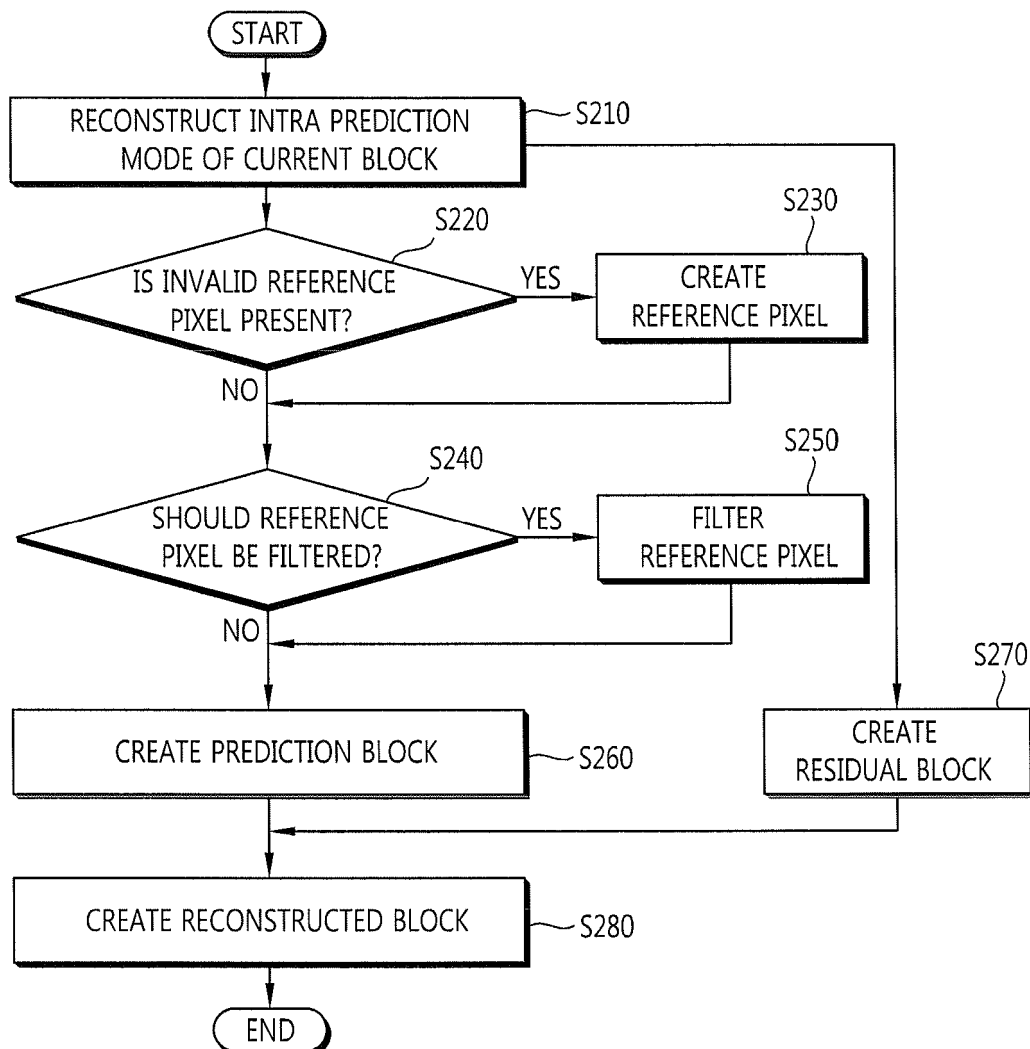 START
RECONSTRUCT INTRA PREDICTION
MODE OF CURRENT BLOCK
S210
S220
IS INVALID REFERENCE
PIXEL PRESENT?
YES
S230
CREATE
REFERENCE PIXEL
NO
S240
SHOULD REFERENCE
PIXEL BE FILTERED?
YES
S250
FILTER
REFERENCE PIXEL
NO
CREATE PREDICTION BLOCK
S260
S270
CREATE
RESIDUAL BLOCK
CREATE RECONSTRUCTED BLOCK
S280
END